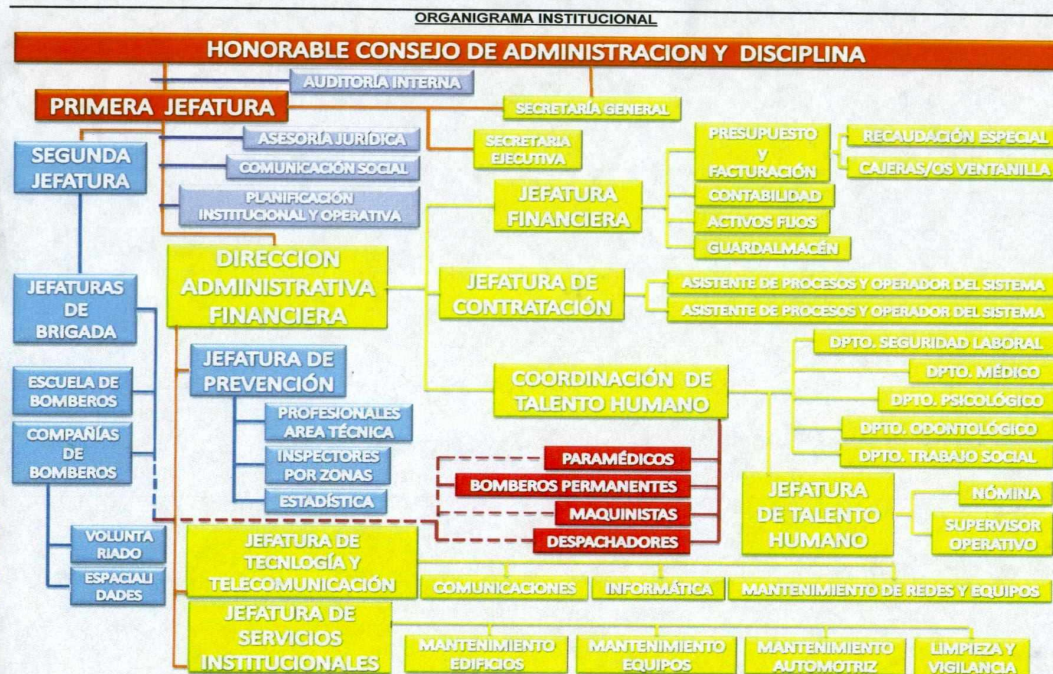 ORGANIGRAMA INSTITUCIONAL
HONORABLE CONSEJO DE ADMINISTRACION Y DISCIPLINA
AUDITORÍA INTERNA
PRIMERA JEFATURA
SECRETARÍA GENERAL
ASESORÍA JURÍDICA
SECRETARIA
EJECUTIVA
SEGUNDA
JEFATURA
COMUNICACIÓN SOCIAL
PLANIFICACIÓN
INSTITUCIONAL Y OPERATIVA
PRESUPUESTO
Y
FACTURACIÓN
RECAUDACIÓN ESPECIAL
CAJERAS/OS VENTANILLA
JEFATURA
FINANCIERA
CONTABILIDAD
ACTIVOS FIJOS
GUARDALMACÉN
DIRECCION
ADMINISTRATIVA
FINANCIERA
JEFATURA DE
CONTRATACIÓN
ASISTENTE DE PROCESOS Y OPERADOR DEL SISTEMA
ASISTENTE DE PROCESOS Y OPERADOR DEL SISTEMA
JEFATURAS
DE
BRIGADA
JEFATURA DE
PREVENCIÓN
COORDINACIÓN DE
TALENTO HUMANO
DPTO. SEGURIDAD LABORAL
DPTO. MÉDICO
DPTO. PSICOLÓGICO
DPTO. ODONTOLÓGICO
DPTO. TRABAJO SOCIAL
ESCUELA DE
BOMBEROS
COMPAÑÍAS
DE
BOMBEROS
PROFESIONALES
AREA TÉCNICA
INSPECTORES
POR ZONAS
ESTADÍSTICA
PARAMÉDICOS
BOMBEROS PERMANENTES
MAQUINISTAS
DESPACHADORES
JEFATURA
DE TALENTO
HUMANO
NÓMINA
SUPERVISOR
OPERATIVO
VOLUNTA
RIADO
ESPACIALI
DADES
JEFATURA DE
TECNLOGÍA Y
TELECOMUNICACIÓN
COMUNICACIONES
INFORMÁTICA
MANTENIMIENTO DE REDES Y EQUIPOS
JEFATURA DE
SERVICIOS
INSTITUCIONALES
MANTENIMIENTO
EDIFICIOS
MANTENIMIENTO
EQUIPOS
MANTENIMIENTO
AUTOMOTRIZ
LIMPIEZA Y
VIGILANCIA